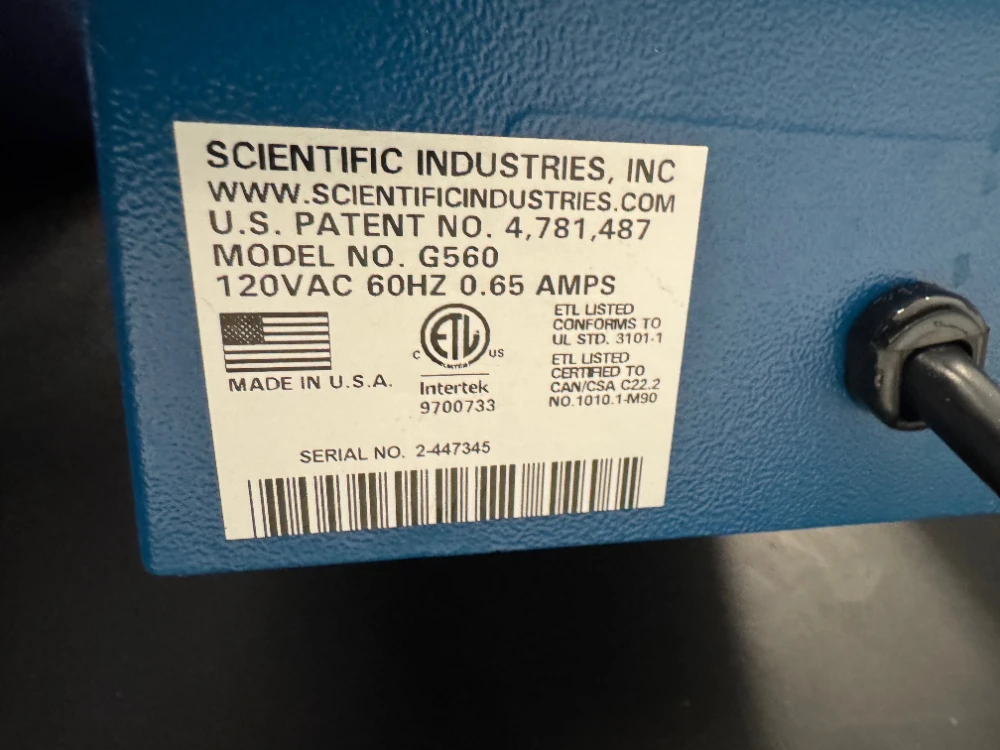 SCIENTIFIC INDUSTRIES, INC
WWW.SCIENTIFICINDUSTRIES.COM
U.S. PATENT NO. 4,781,487
MODEL NO. G560
120VAC 60HZ 0.65 AMPS
MADE IN U.S.A.
C ETL US
Intertek
9700733
ETL LISTED
CONFORMS TO
UL STD. 3101-1
ETL LISTED
CERTIFIED TO
CAN/CSA C22.2
NO.1010.1-M90
SERIAL NO. 2-447345